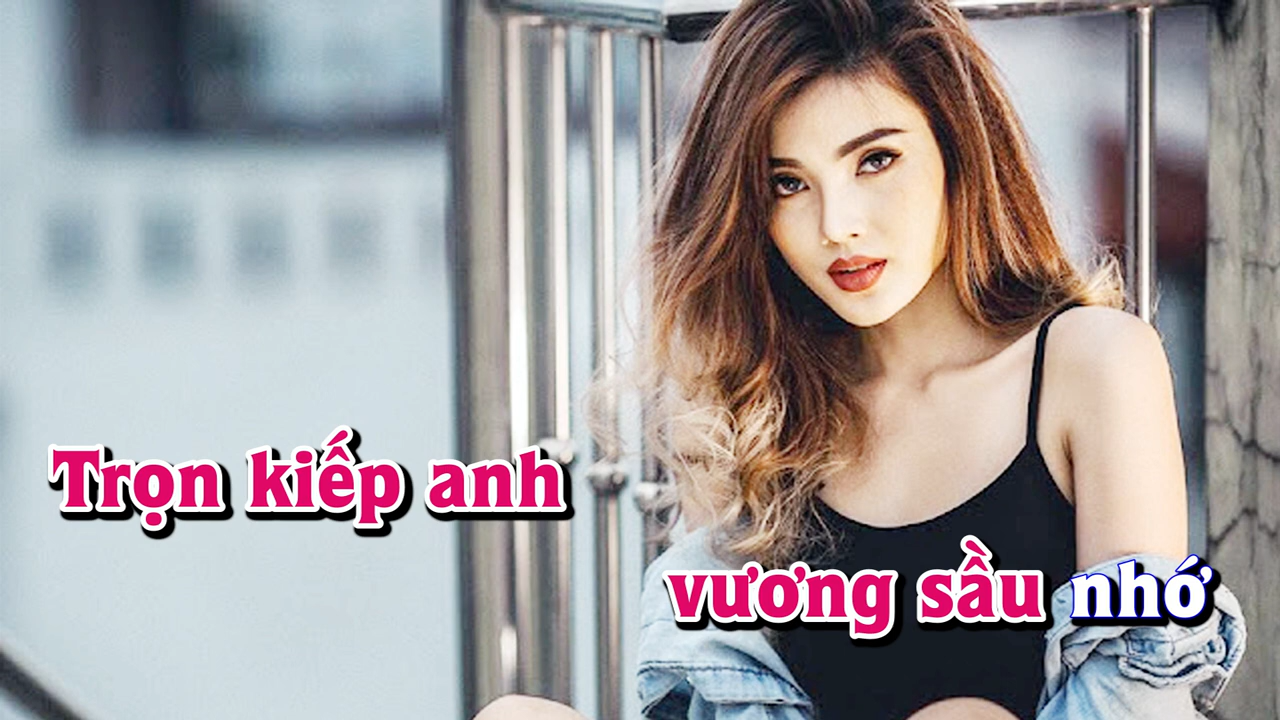 Trọn kiếp anh
vương sầu nhớ